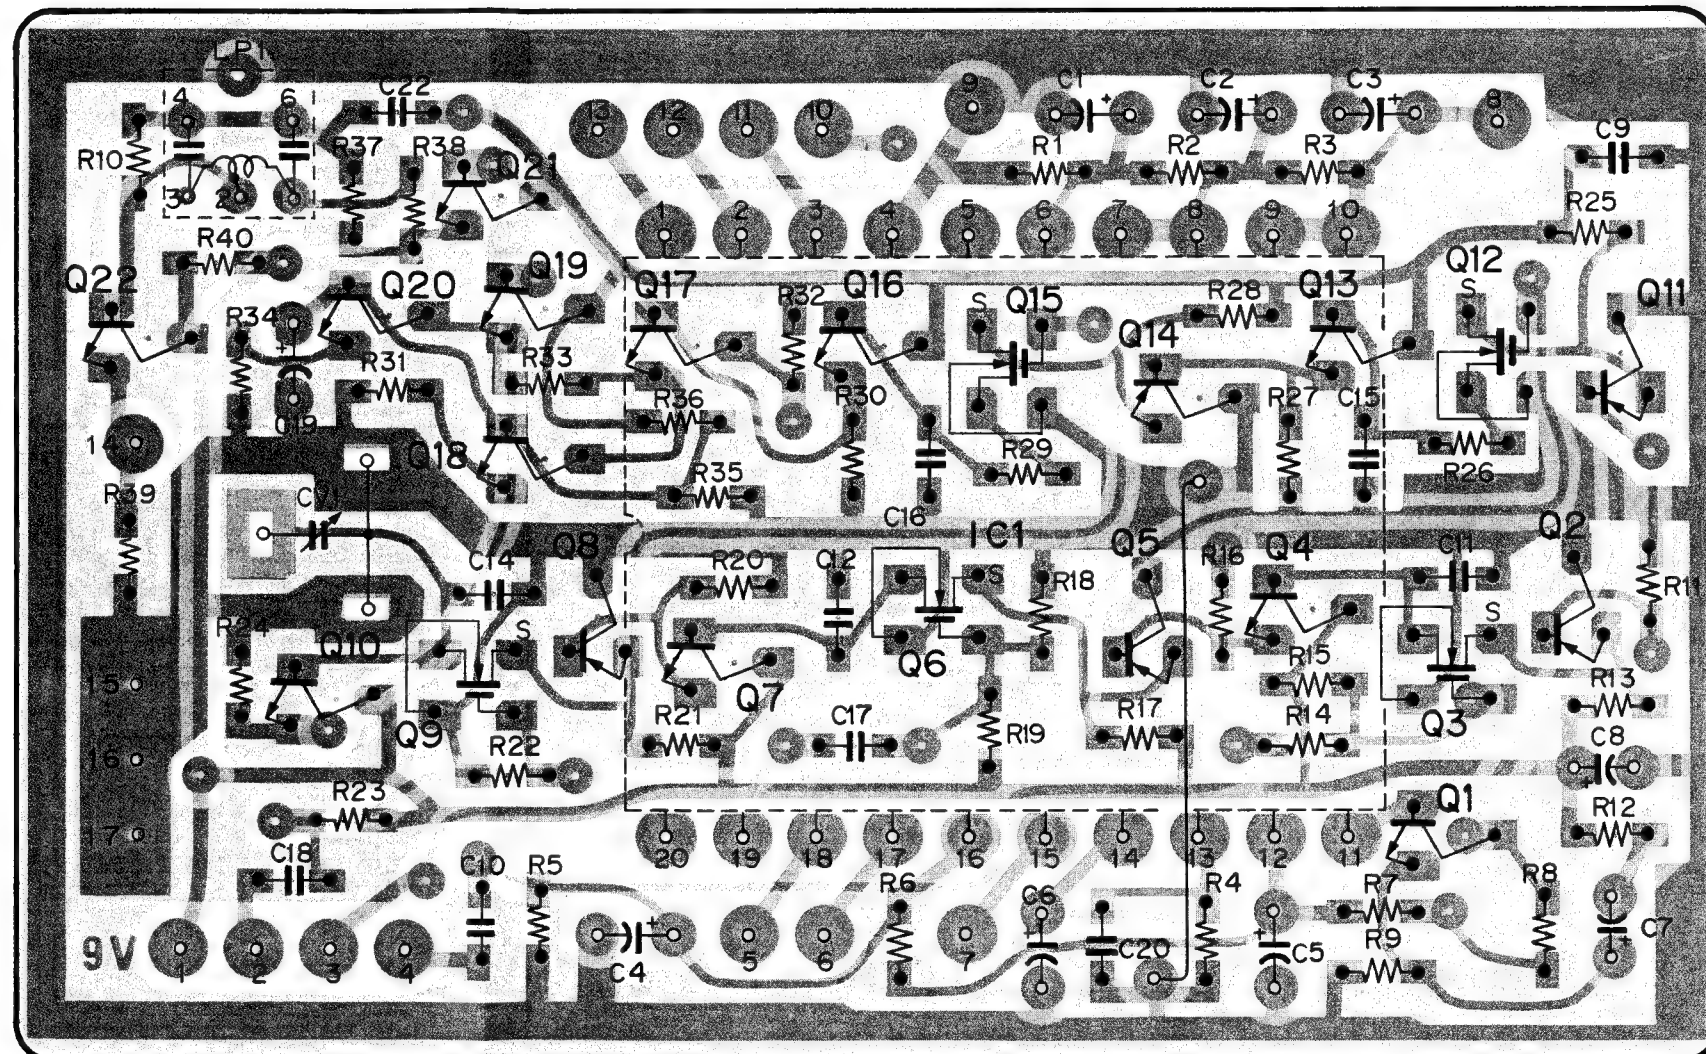 LP1
C22
9
C1 + C2 + C3 +
4 6
13 12 11 10
8
C9
R10
R37 R38
Q21
R1 R2 R3
3 2
1 2 3 4 5 6 7 8 9 10
R25
R40
Q22 Q20 Q19 Q17 R32 Q16 S Q15 R28 Q13 Q12 S Q11
R34
+
R31
R33
Q14
C19
R36
R30
R27
C15
14
Q18
R29
R26
R39
R35
CV1
C16
IC1
C14
Q8
R20
C12
S
R18
Q5
R16
Q4
C11
Q2
R11
R24
Q10
S
Q6
R15
S
15
Q7
R13
Q9
R21
C17
R19
R17
R14
Q3
16
R22
C8
+
R23
Q1
17
R12
20 19 18 17 16 15 14 13 12 11
C18
C10
R5
R6
C6
R4
R7
R8
9V
+
+
+
C7
+
1 2 3 4
C4
5 6 7
C20
C5
R9